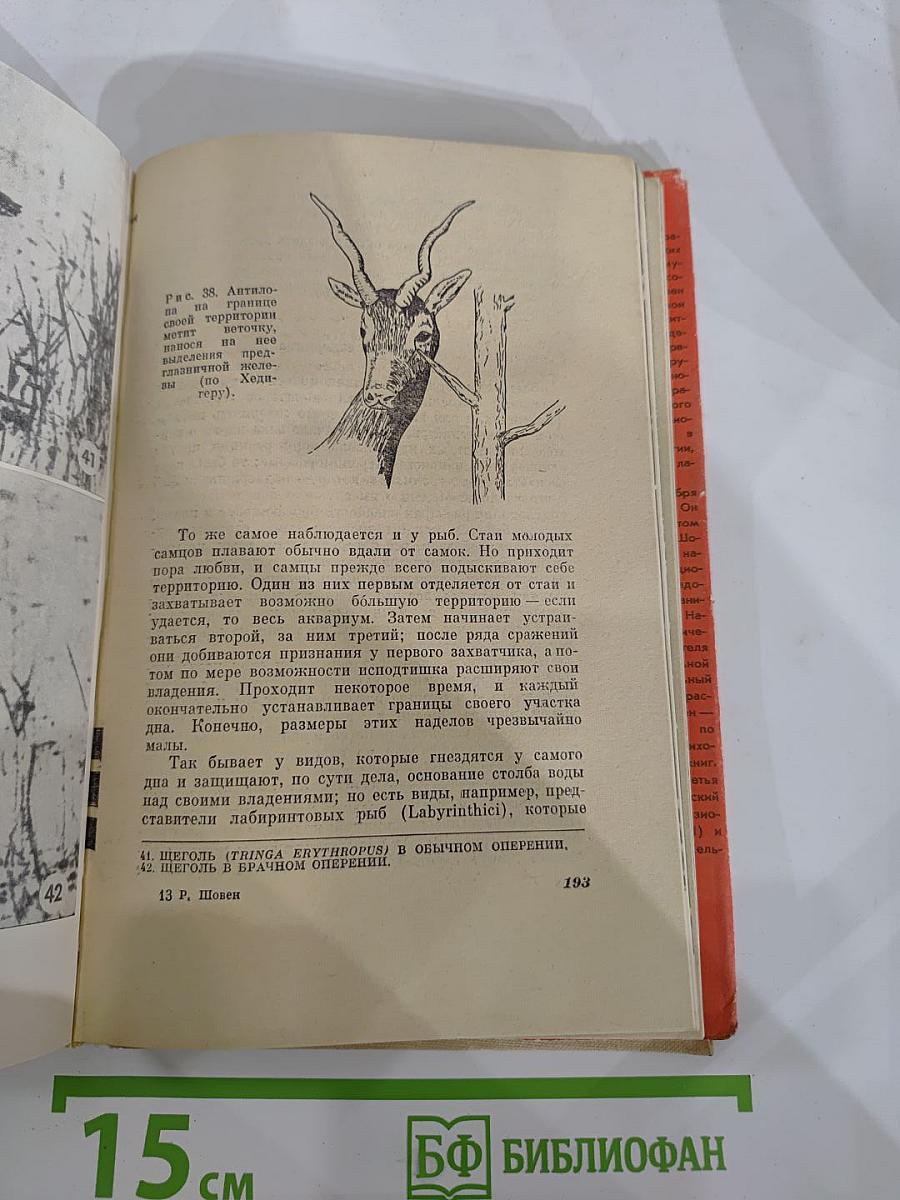 41
42
Рис. 38. Антило-
па на границе
своей территории
метит веточку,
нанося на нее
выделения пред-
глазничной желе-
зы (по Хеди-
геру).
То же самое наблюдается и у рыб. Стаи молодых
самцов плавают обычно вдали от самок. Но приходит
пора любви, и самцы прежде всего подыскивают себе
территорию. Один из них первым отделяется от стаи и
захватывает возможно бо́льшую территорию — если
удается, то весь аквариум. Затем начинает устраи-
ваться второй, за ним третий; после ряда сражений
они добиваются признания у первого захватчика, а по-
том по мере возможности исподтишка расширяют свои
владения. Проходит некоторое время, и каждый
окончательно устанавливает границы своего участка
дна. Конечно, размеры этих наделов чрезвычайно
малы.
Так бывает у видов, которые гнездятся у самого
дна и защищают, по сути дела, основание столба воды
над своими владениями; но есть виды, например, пред-
ставители лабиринтовых рыб (Labyrinthici), которые
41. ЩЕГОЛЬ (TRINGA ERYTHROPUS) В ОБЫЧНОМ ОПЕРЕНИИ.
42. ЩЕГОЛЬ В БРАЧНОМ ОПЕРЕНИИ.
13 Р. Шовен
193
15 см
БФ БИБЛИОФАН